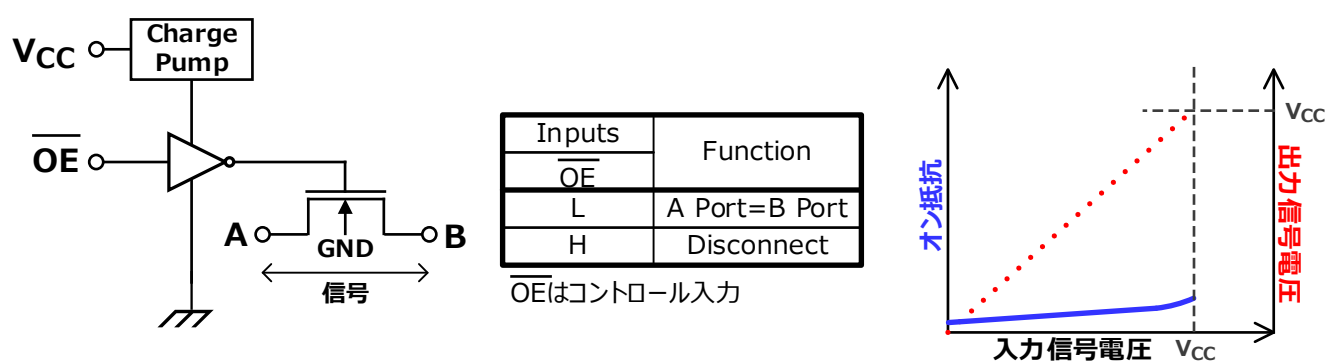 Charge
Pump
VCC
OE
A
GND
B
信号
Inputs
Function
OE
L
A Port=B Port
H
Disconnect
OEはコントロール入力
オン抵抗
VCC
出力信号電圧
入力信号電圧
VCC